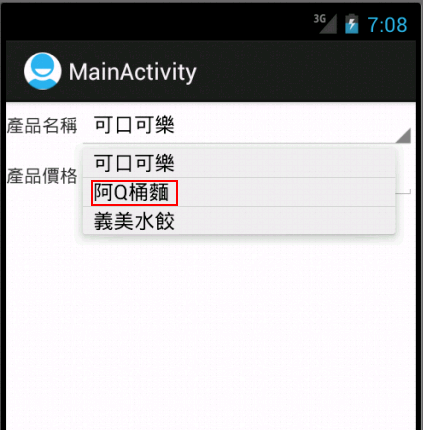 3G 7:08
MainActivity
產品名稱 可口可樂
可口可樂
產品價格
阿Q桶麵
義美水餃